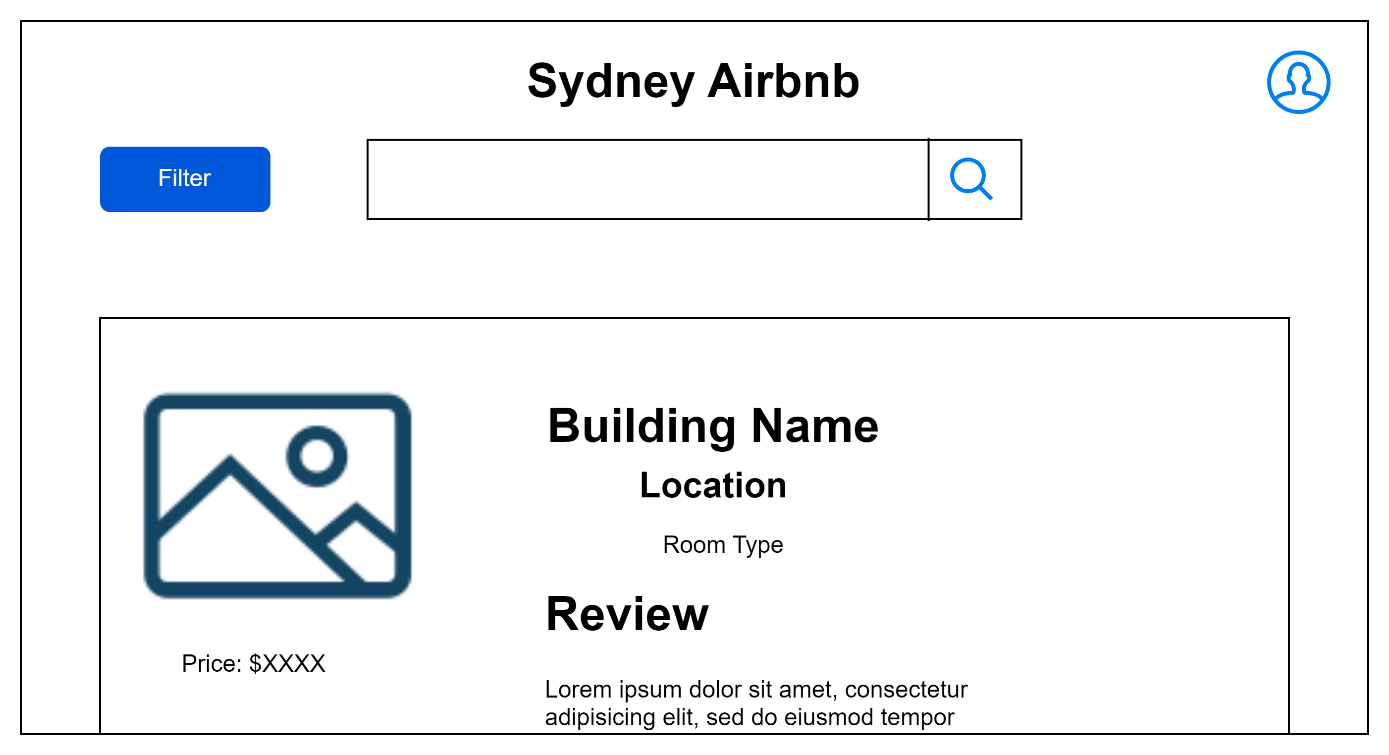 Sydney Airbnb
Filter
Building Name
Location
Room Type
Review
Price: $XXXX
Lorem ipsum dolor sit amet, consectetur
adipisicing elit, sed do eiusmod tempor